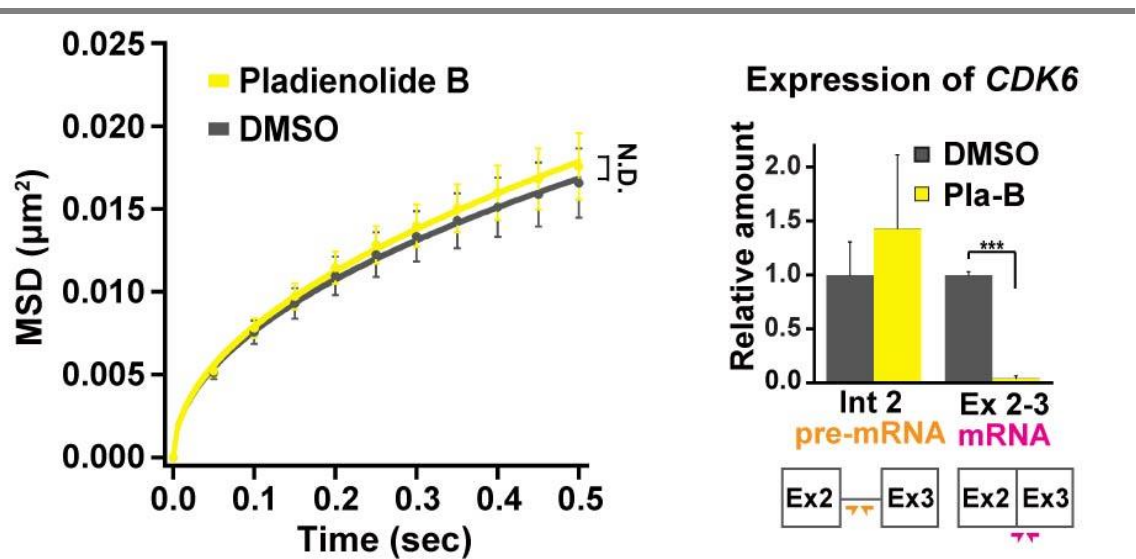 0.025
0.020
0.015
0.010
0.005
0.000
MSD (µm²)
Pladienolide B
DMSO
N.D.
0.0 0.1 0.2 0.3 0.4 0.5
Time (sec)
Expression of CDK6
Relative amount
2.0
1.5
1.0
0.5
0.0
DMSO
Pla-B
***
Int 2 Ex 2-3
pre-mRNA mRNA
Ex2 Ex3 Ex2 Ex3